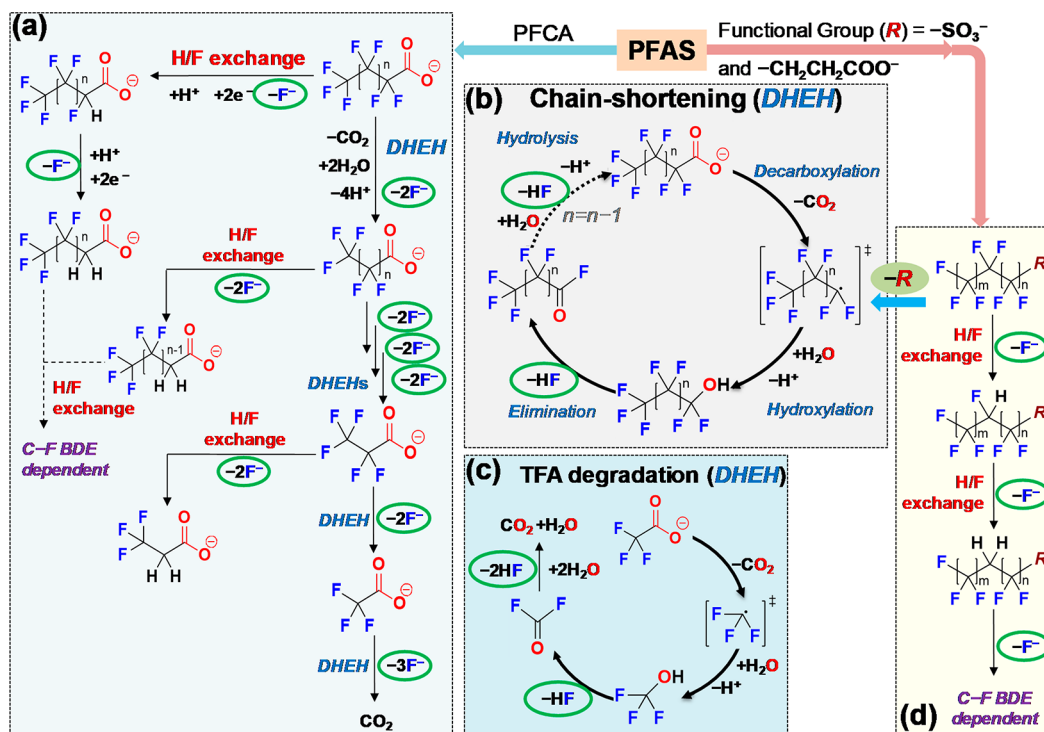 (a)
PFCA
PFAS
Functional Group (R) = −SO₃⁻
and −CH₂CH₂COO⁻
H/F exchange
+H⁺ +2e⁻ −F⁻
F F F F F F F H n O O ⊖
F F F F F F F F n O O ⊖
−F⁻
+H⁺
+2e⁻
−CO₂
+2H₂O
−4H⁺
DHEH
−2F⁻
F F F F F H H n O O ⊖
H/F
exchange
−2F⁻
F F F F F F F n O O ⊖
F F F F F H H n-1 O O ⊖
−2F⁻
−2F⁻
−2F⁻
DHEHs
H/F
exchange
C−F BDE
dependent
H/F
exchange
−2F⁻
F F F F F O O ⊖
F F F H H O O ⊖
DHEH
−2F⁻
F F F O O ⊖
DHEH
−3F⁻
CO₂
(b)
Chain-shortening (DHEH)
Hydrolysis
−H⁺
−HF
+H₂O
n=n−1
F F F F F F F n O O ⊖
Decarboxylation
−CO₂
F F F F F F F n · ‡
+H₂O
−H⁺
Hydroxylation
F F F F F F F n OH
Elimination
−HF
F F F F F F n O
(c)
TFA degradation (DHEH)
CO₂ +H₂O
−2HF
+2H₂O
F F F O O ⊖
−CO₂
F F F · ‡
+H₂O
−H⁺
F F F OH
−HF
F F O
−R
F F F F F F F m n R
H/F
exchange
−F⁻
F H F F F F F m n R
H/F
exchange
−F⁻
H H F F F F m n R
−F⁻
C−F BDE
dependent
(d)